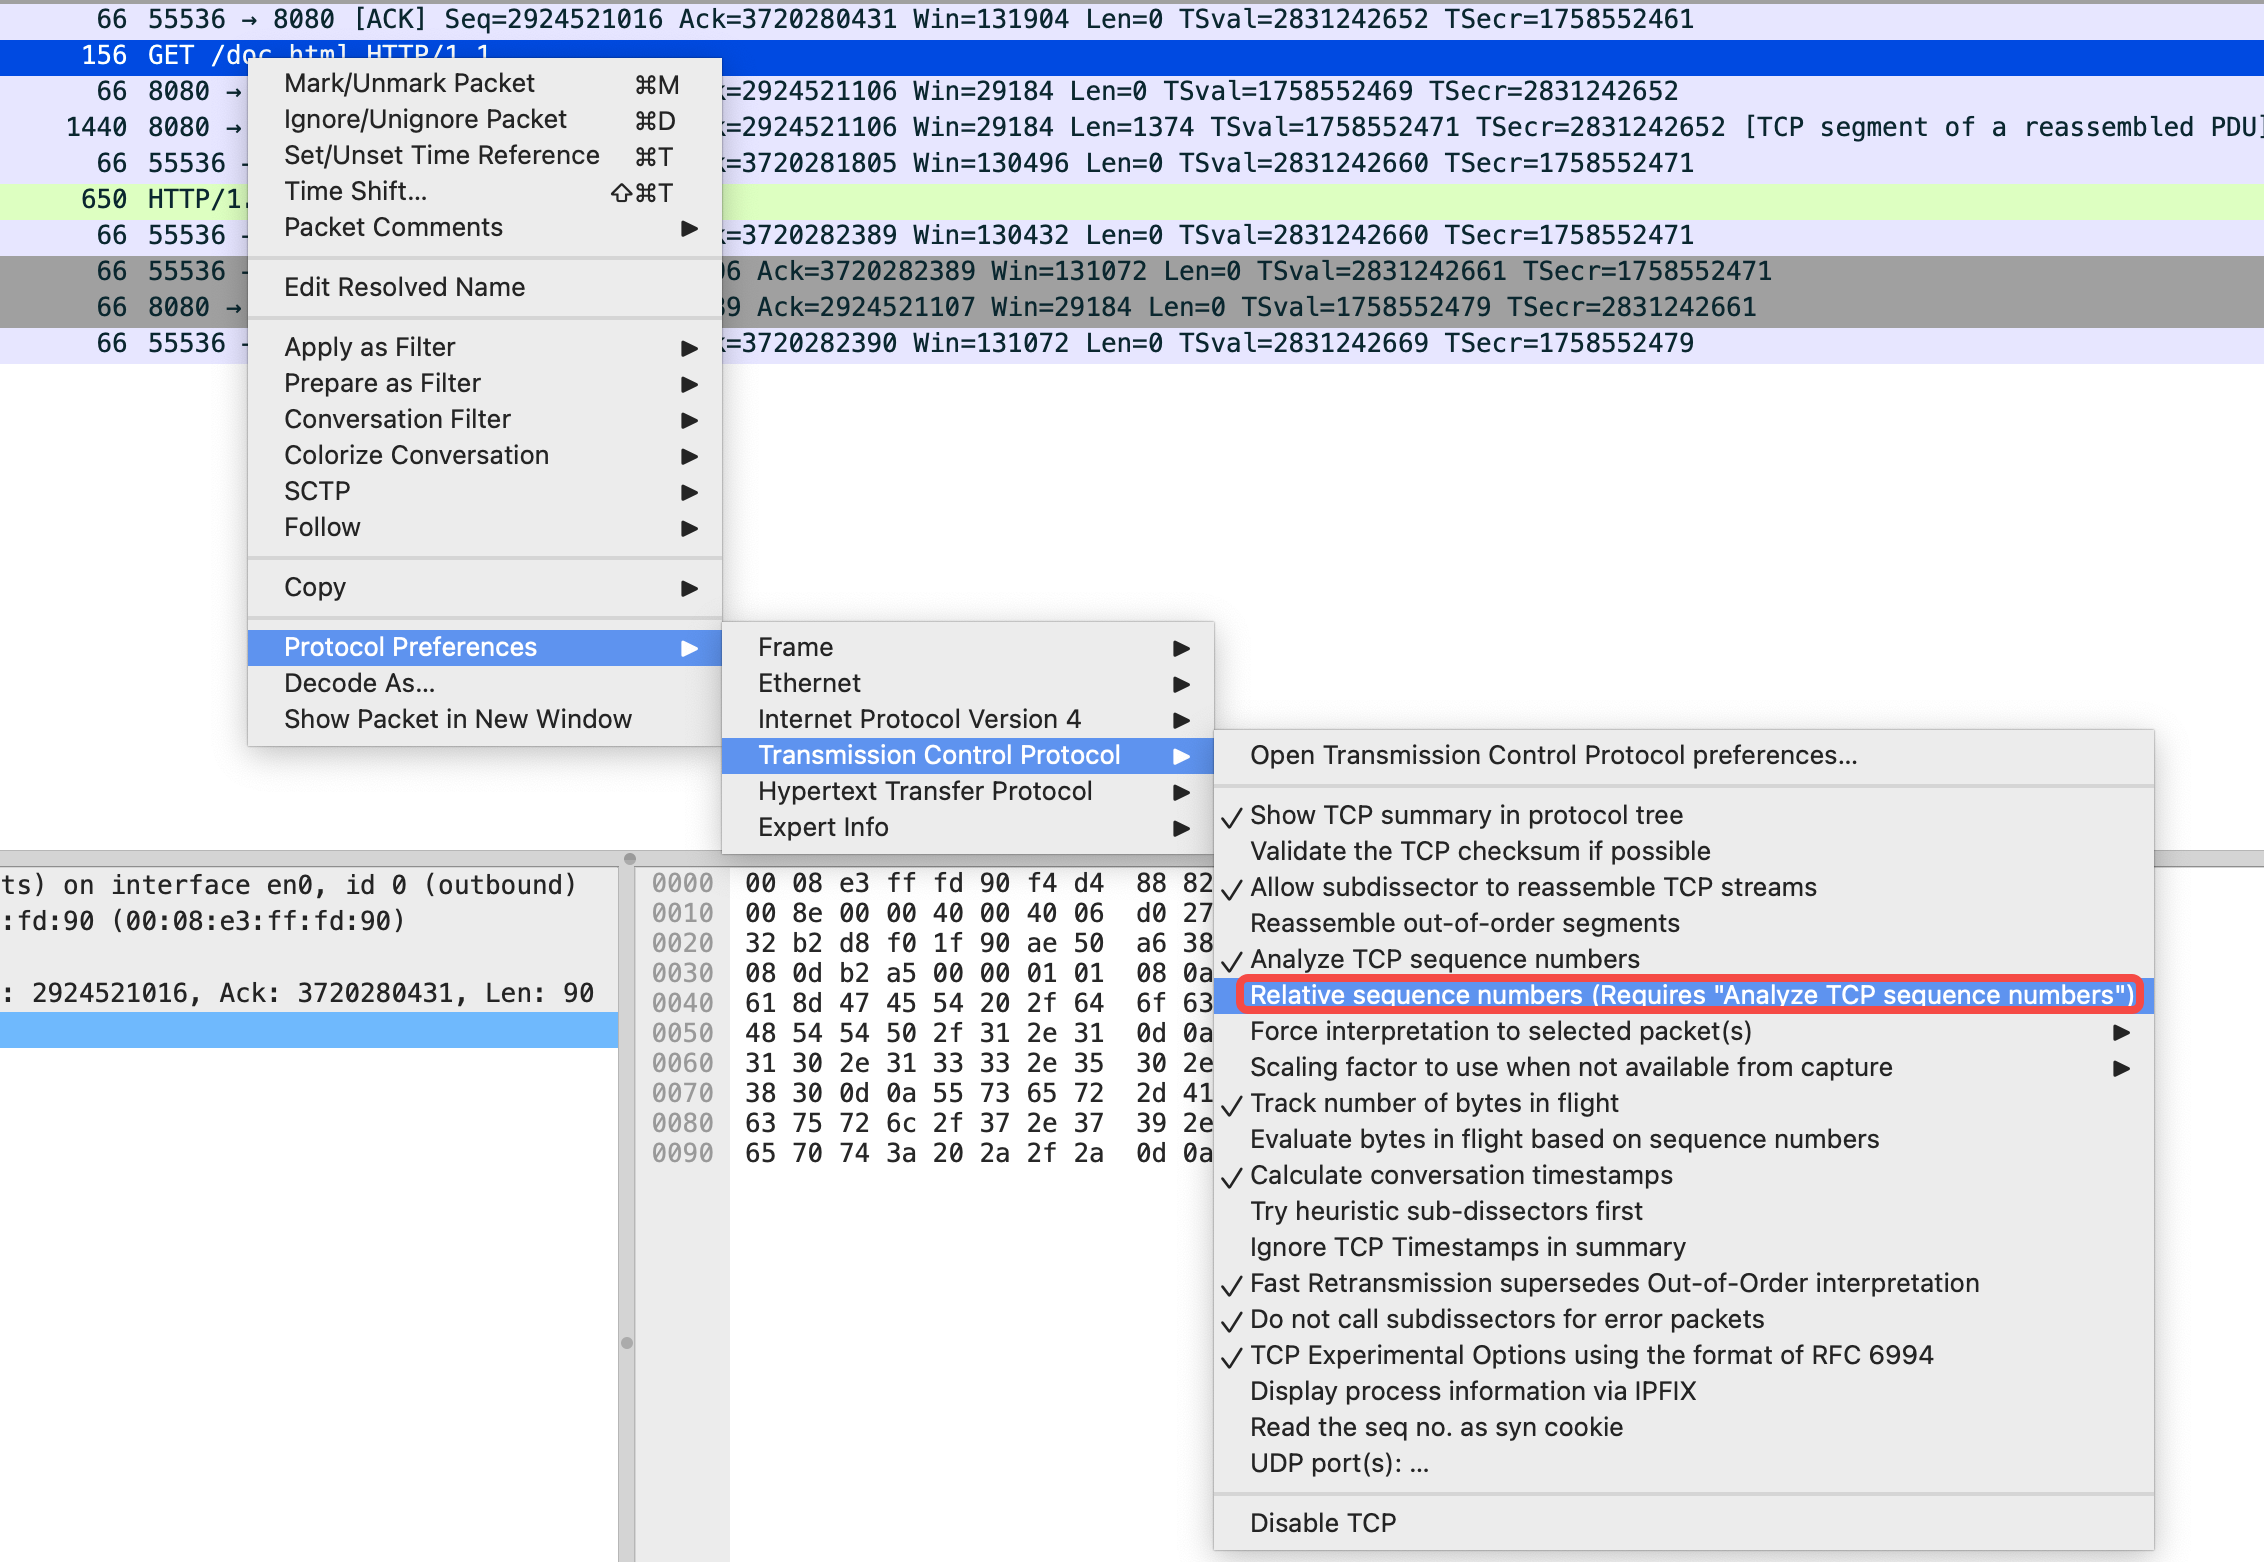 66 55536 → 8080 [ACK] Seq=2924521016 Ack=3720280431 Win=131904 Len=0 TSval=2831242652 TSecr=1758552461
156 GET /doc.html HTTP/1.1
66 8080 → =2924521106 Win=29184 Len=0 TSval=1758552469 TSecr=2831242652
1440 8080 → =2924521106 Win=29184 Len=1374 TSval=1758552471 TSecr=2831242652 [TCP segment of a reassembled PDU]
66 55536 =3720281805 Win=130496 Len=0 TSval=2831242660 TSecr=1758552471
650 HTTP/1.
66 55536 =3720282389 Win=130432 Len=0 TSval=2831242660 TSecr=1758552471
66 55536 06 Ack=3720282389 Win=131072 Len=0 TSval=2831242661 TSecr=1758552471
66 8080 → 89 Ack=2924521107 Win=29184 Len=0 TSval=1758552479 TSecr=2831242661
66 55536 =3720282390 Win=131072 Len=0 TSval=2831242669 TSecr=1758552479
Mark/Unmark Packet ⌘M
Ignore/Unignore Packet ⌘D
Set/Unset Time Reference ⌘T
Time Shift... ⇧⌘T
Packet Comments
Edit Resolved Name
Apply as Filter
Prepare as Filter
Conversation Filter
Colorize Conversation
SCTP
Follow
Copy
Protocol Preferences
Decode As...
Show Packet in New Window
Frame
Ethernet
Internet Protocol Version 4
Transmission Control Protocol
Hypertext Transfer Protocol
Expert Info
Open Transmission Control Protocol preferences...
✓ Show TCP summary in protocol tree
Validate the TCP checksum if possible
✓ Allow subdissector to reassemble TCP streams
Reassemble out-of-order segments
✓ Analyze TCP sequence numbers
Relative sequence numbers (Requires "Analyze TCP sequence numbers")
Force interpretation to selected packet(s)
Scaling factor to use when not available from capture
✓ Track number of bytes in flight
Evaluate bytes in flight based on sequence numbers
✓ Calculate conversation timestamps
Try heuristic sub-dissectors first
Ignore TCP Timestamps in summary
✓ Fast Retransmission supersedes Out-of-Order interpretation
✓ Do not call subdissectors for error packets
✓ TCP Experimental Options using the format of RFC 6994
Display process information via IPFIX
Read the seq no. as syn cookie
UDP port(s): ...
Disable TCP
ts) on interface en0, id 0 (outbound)
:fd:90 (00:08:e3:ff:fd:90)
: 2924521016, Ack: 3720280431, Len: 90
0000 00 08 e3 ff fd 90 f4 d4 88 82
0010 00 8e 00 00 40 00 40 06 d0 27
0020 32 b2 d8 f0 1f 90 ae 50 a6 38
0030 08 0d b2 a5 00 00 01 01 08 0a
0040 61 8d 47 45 54 20 2f 64 6f 63
0050 48 54 54 50 2f 31 2e 31 0d 0a
0060 31 30 2e 31 33 33 2e 35 30 2e
0070 38 30 0d 0a 55 73 65 72 2d 41
0080 63 75 72 6c 2f 37 2e 37 39 2e
0090 65 70 74 3a 20 2a 2f 2a 0d 0a